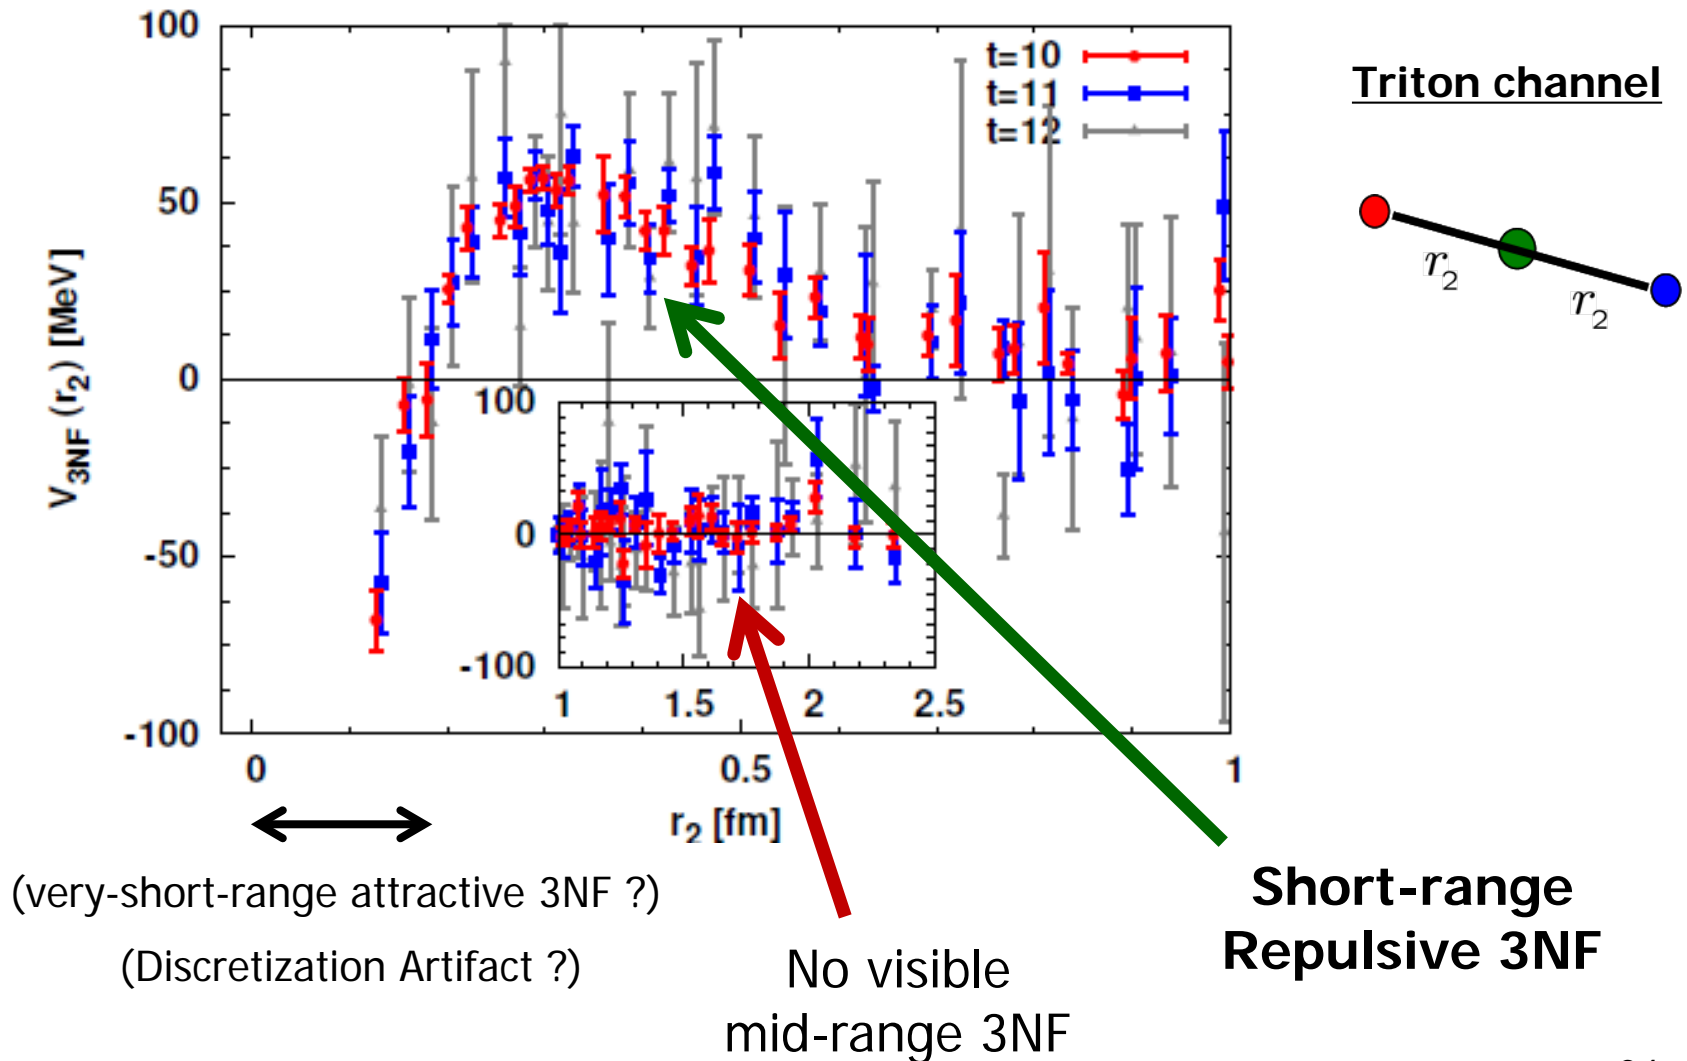 100
50
0
-50
-100
V3NF (r2) [MeV]
t=10
t=11
t=12
Triton channel
r2
r2
100
0
-100
1
1.5
2
2.5
0
0.5
1
r2 [fm]
(very-short-range attractive 3NF ?)
(Discretization Artifact ?)
No visible
mid-range 3NF
Short-range
Repulsive 3NF